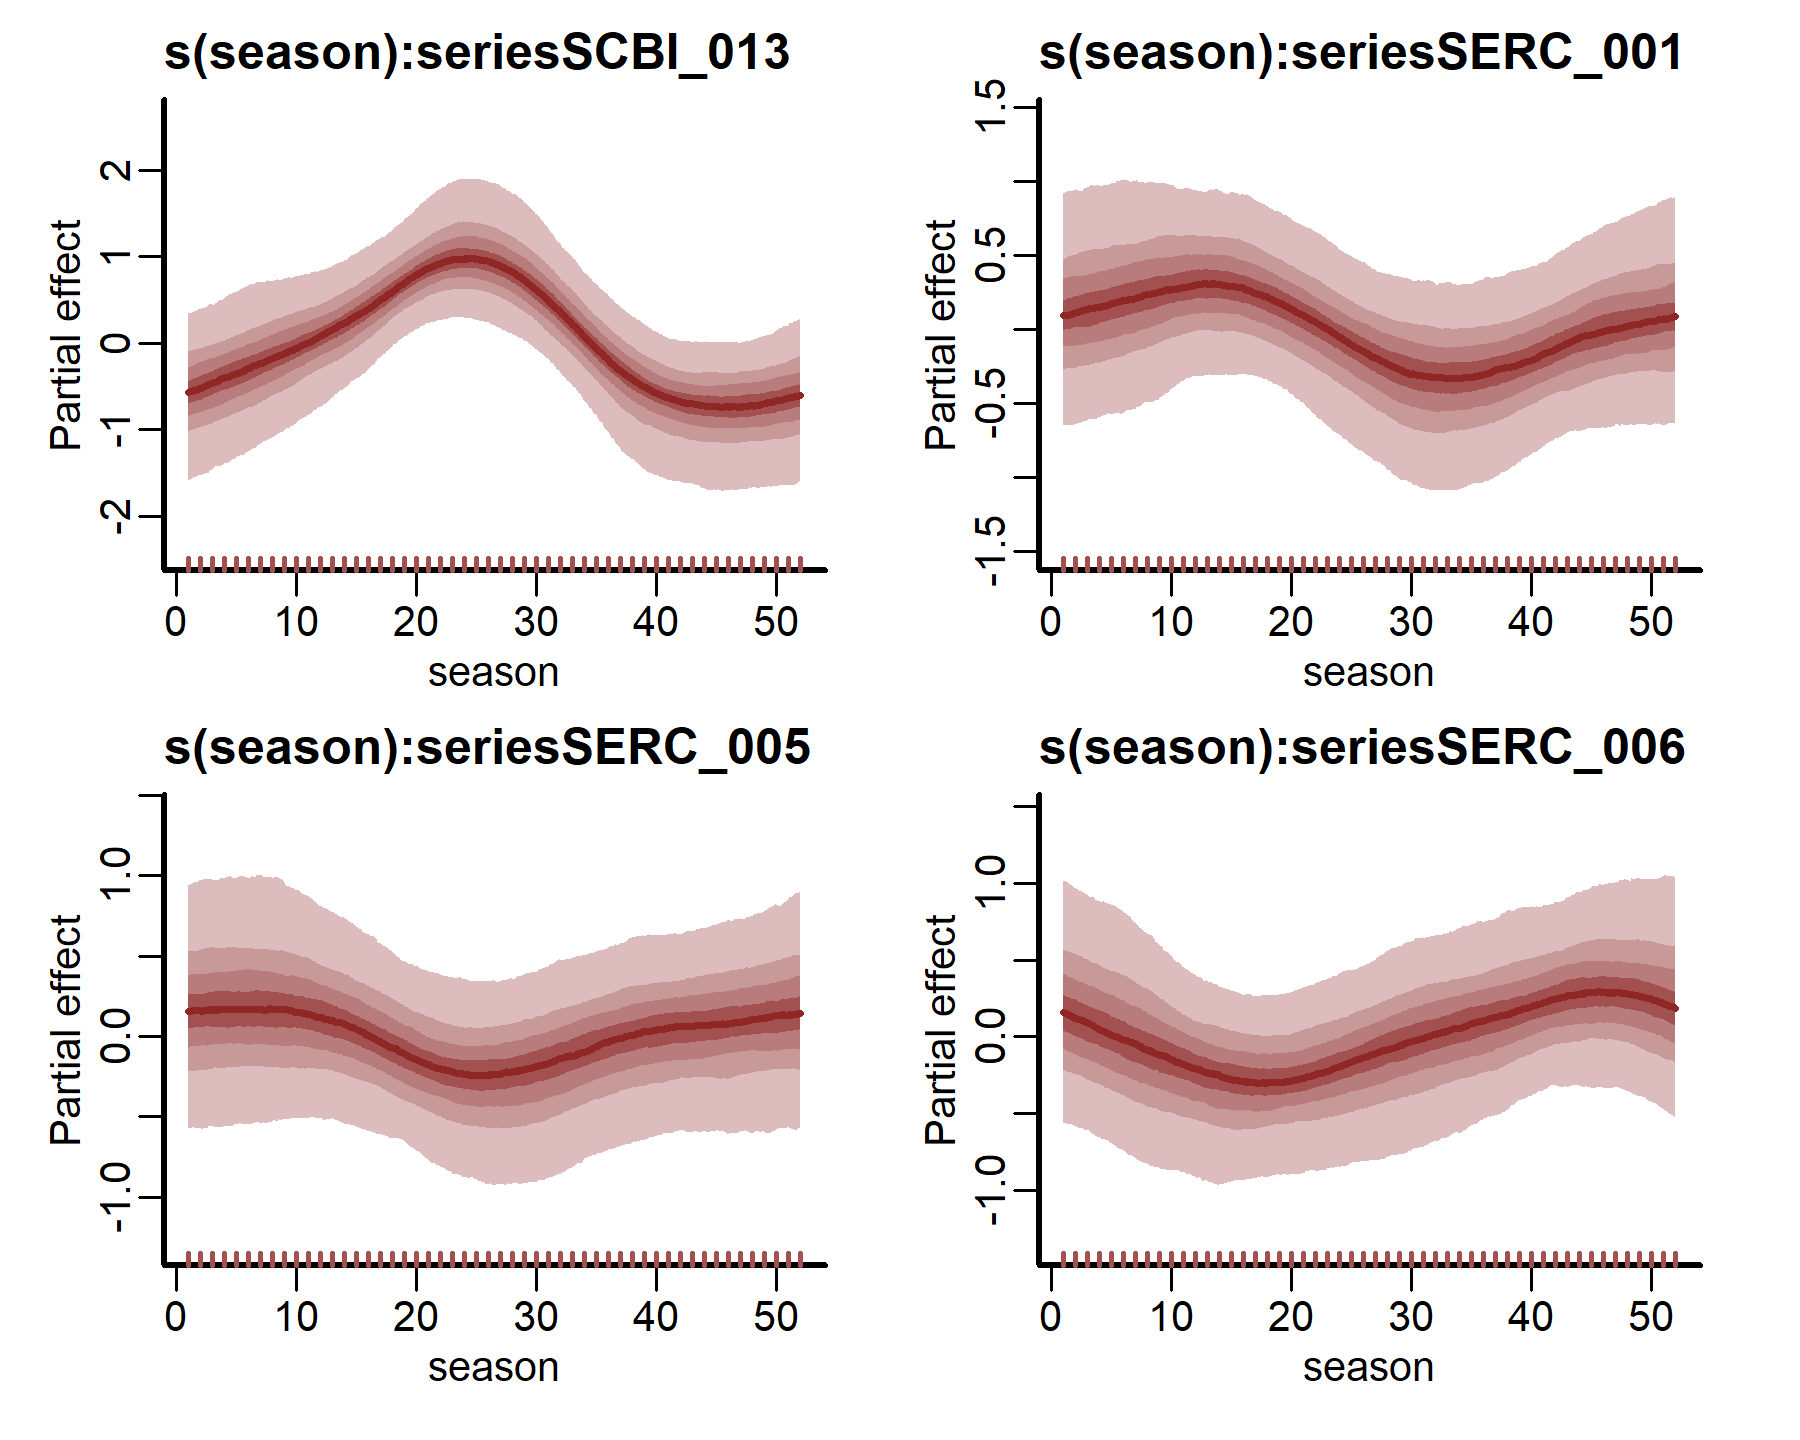 s(season):seriesSCBI_013
Partial effect
2
1
0
-1
-2
0 10 20 30 40 50
season
s(season):seriesSERC_001
Partial effect
1.5
0.5
-0.5
-1.5
0 10 20 30 40 50
season
s(season):seriesSERC_005
Partial effect
1.0
0.0
-1.0
0 10 20 30 40 50
season
s(season):seriesSERC_006
Partial effect
1.0
0.0
-1.0
0 10 20 30 40 50
season